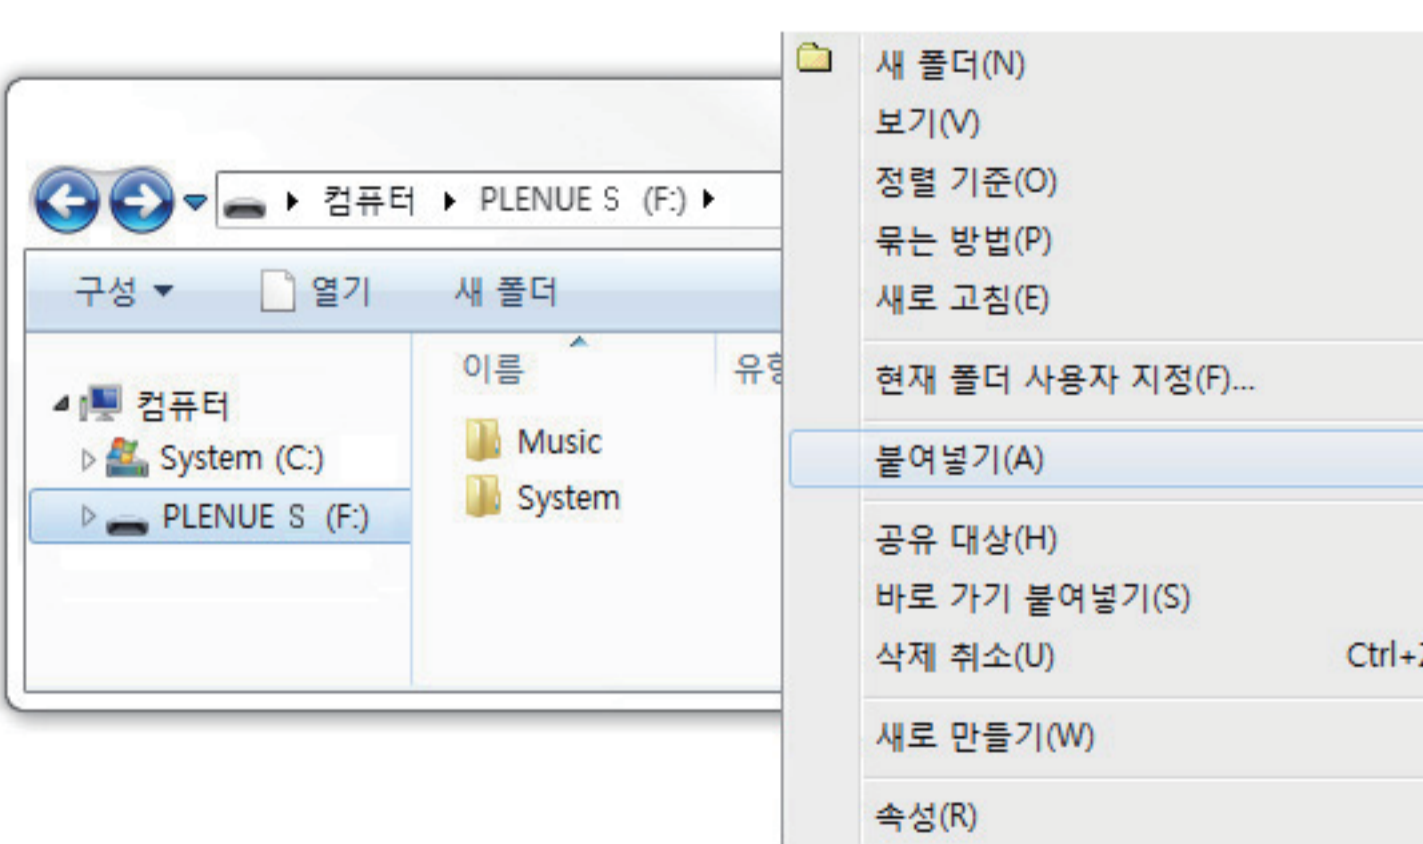 컴퓨터 PLENUE S (F:)
구성 열기 새 폴더
이름
컴퓨터
System (C:)
PLENUE S (F:)
Music
System
새 폴더(N)
보기(V)
정렬 기준(O)
묶는 방법(P)
새로 고침(E)
현재 폴더 사용자 지정(F)...
붙여넣기(A)
공유 대상(H)
바로 가기 붙여넣기(S)
삭제 취소(U) Ctrl+Z
새로 만들기(W)
속성(R)